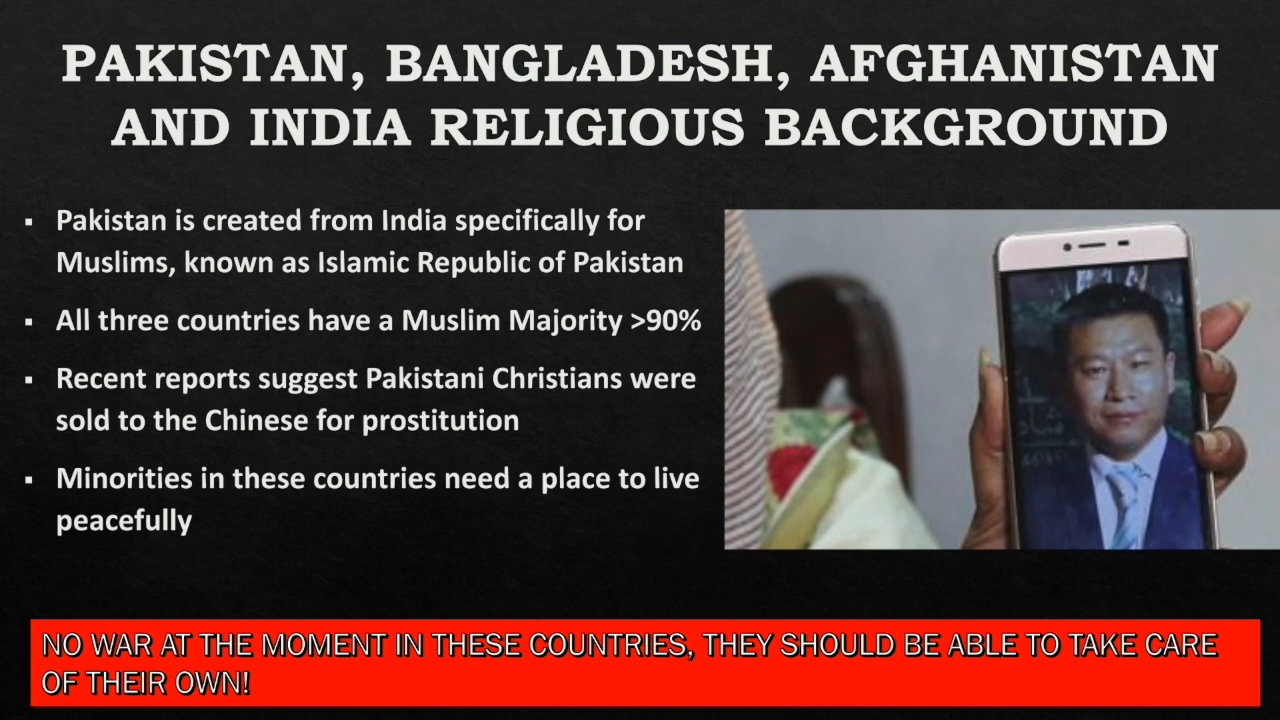 PAKISTAN, BANGLADESH, AFGHANISTAN
AND INDIA RELIGIOUS BACKGROUND
▪ Pakistan is created from India specifically for
Muslims, known as Islamic Republic of Pakistan
▪ All three countries have a Muslim Majority >90%
▪ Recent reports suggest Pakistani Christians were
sold to the Chinese for prostitution
▪ Minorities in these countries need a place to live
peacefully
NO WAR AT THE MOMENT IN THESE COUNTRIES, THEY SHOULD BE ABLE TO TAKE CARE
OF THEIR OWN!